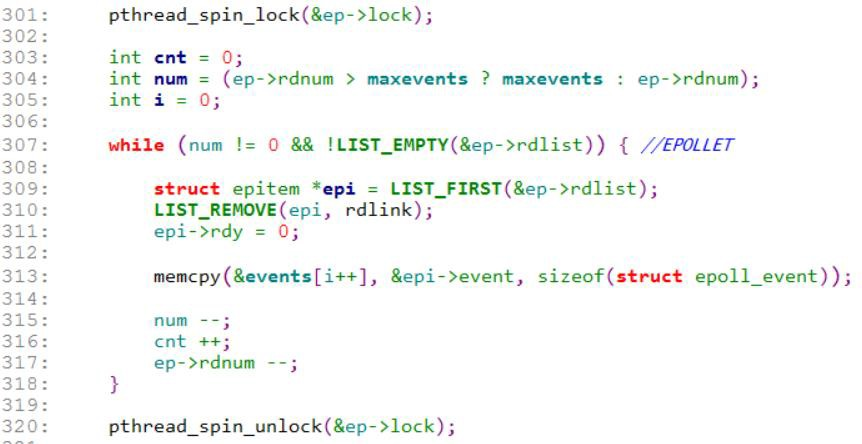 301:     pthread_spin_lock(&ep->lock);
302:
303:     int cnt = 0;
304:     int num = (ep->rdnum > maxevents ? maxevents : ep->rdnum);
305:     int i = 0;
306:
307:     while (num != 0 && !LIST_EMPTY(&ep->rdlist)) { //EPOLLET
308:
309:         struct epitem *epi = LIST_FIRST(&ep->rdlist);
310:         LIST_REMOVE(epi, rdlink);
311:         epi->rdy = 0;
312:
313:         memcpy(&events[i++], &epi->event, sizeof(struct epoll_event));
314:
315:         num --;
316:         cnt ++;
317:         ep->rdnum --;
318:     }
319:
320:     pthread_spin_unlock(&ep->lock);